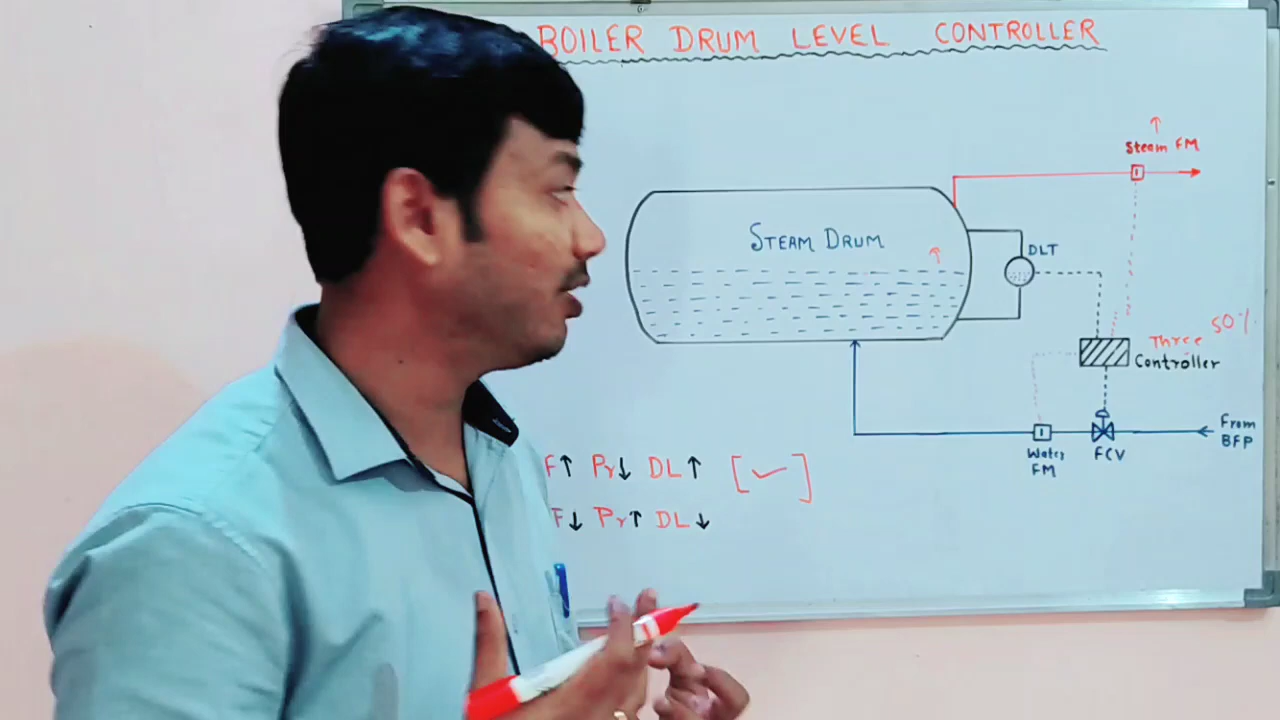 BOILER DRUM LEVEL CONTROLLER
↑
Steam FM
STEAM DRUM ↑
DLT
50%
Three
Controller
From
BFP
Water
FM
FCV
F↑ Pr↓ DL↑ [✓]
F↓ Pr↑ DL↓